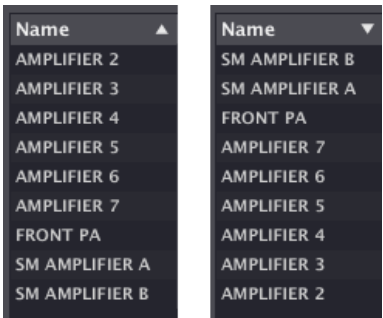 Name ▲
AMPLIFIER 2
AMPLIFIER 3
AMPLIFIER 4
AMPLIFIER 5
AMPLIFIER 6
AMPLIFIER 7
FRONT PA
SM AMPLIFIER A
SM AMPLIFIER B
Name ▼
SM AMPLIFIER B
SM AMPLIFIER A
FRONT PA
AMPLIFIER 7
AMPLIFIER 6
AMPLIFIER 5
AMPLIFIER 4
AMPLIFIER 3
AMPLIFIER 2